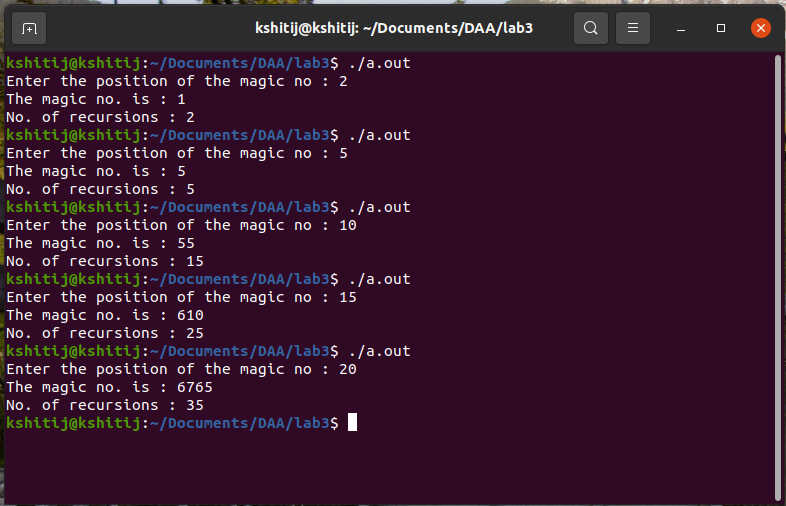 kshitij@kshitij: ~/Documents/DAA/lab3
kshitij@kshitij:~/Documents/DAA/lab3$ ./a.out
Enter the position of the magic no : 2
The magic no. is : 1
No. of recursions : 2
kshitij@kshitij:~/Documents/DAA/lab3$ ./a.out
Enter the position of the magic no : 5
The magic no. is : 5
No. of recursions : 5
kshitij@kshitij:~/Documents/DAA/lab3$ ./a.out
Enter the position of the magic no : 10
The magic no. is : 55
No. of recursions : 15
kshitij@kshitij:~/Documents/DAA/lab3$ ./a.out
Enter the position of the magic no : 15
The magic no. is : 610
No. of recursions : 25
kshitij@kshitij:~/Documents/DAA/lab3$ ./a.out
Enter the position of the magic no : 20
The magic no. is : 6765
No. of recursions : 35
kshitij@kshitij:~/Documents/DAA/lab3$